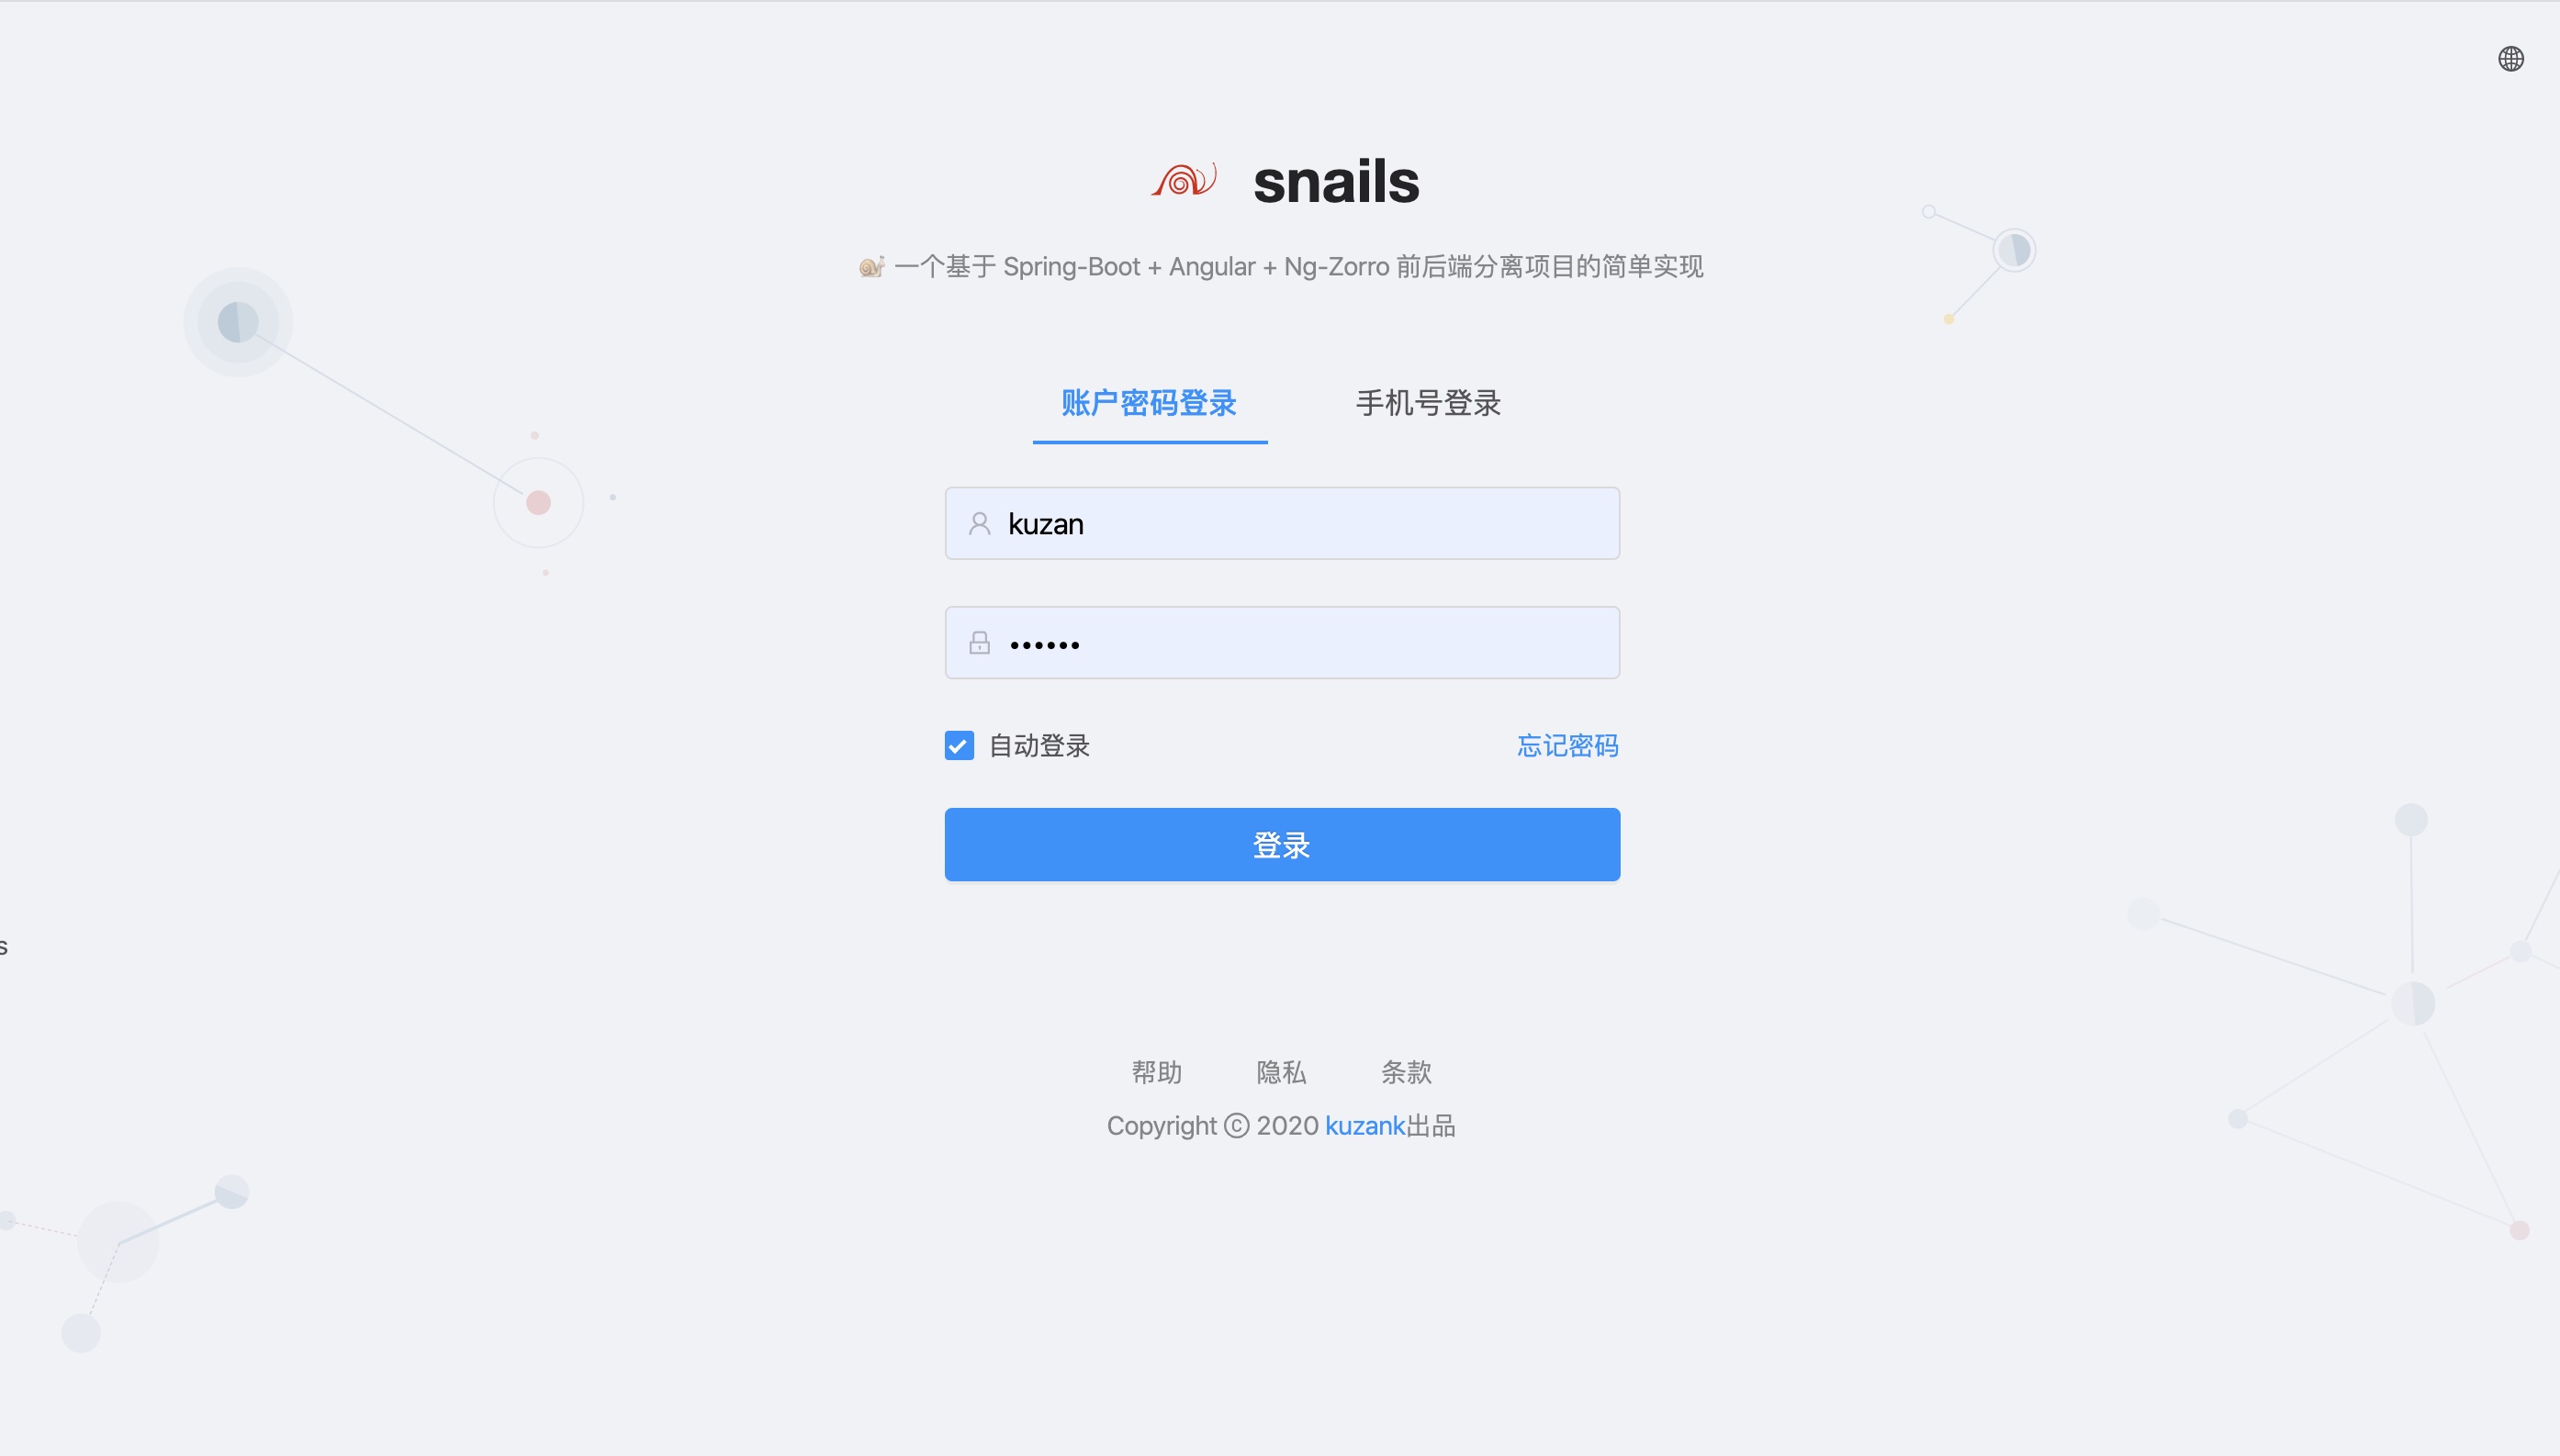 snails
🐌 一个基于 Spring-Boot + Angular + Ng-Zorro 前后端分离项目的简单实现
账户密码登录 手机号登录
kuzan
••••••
自动登录 忘记密码
登录
s
帮助 隐私 条款
Copyright © 2020 kuzank出品